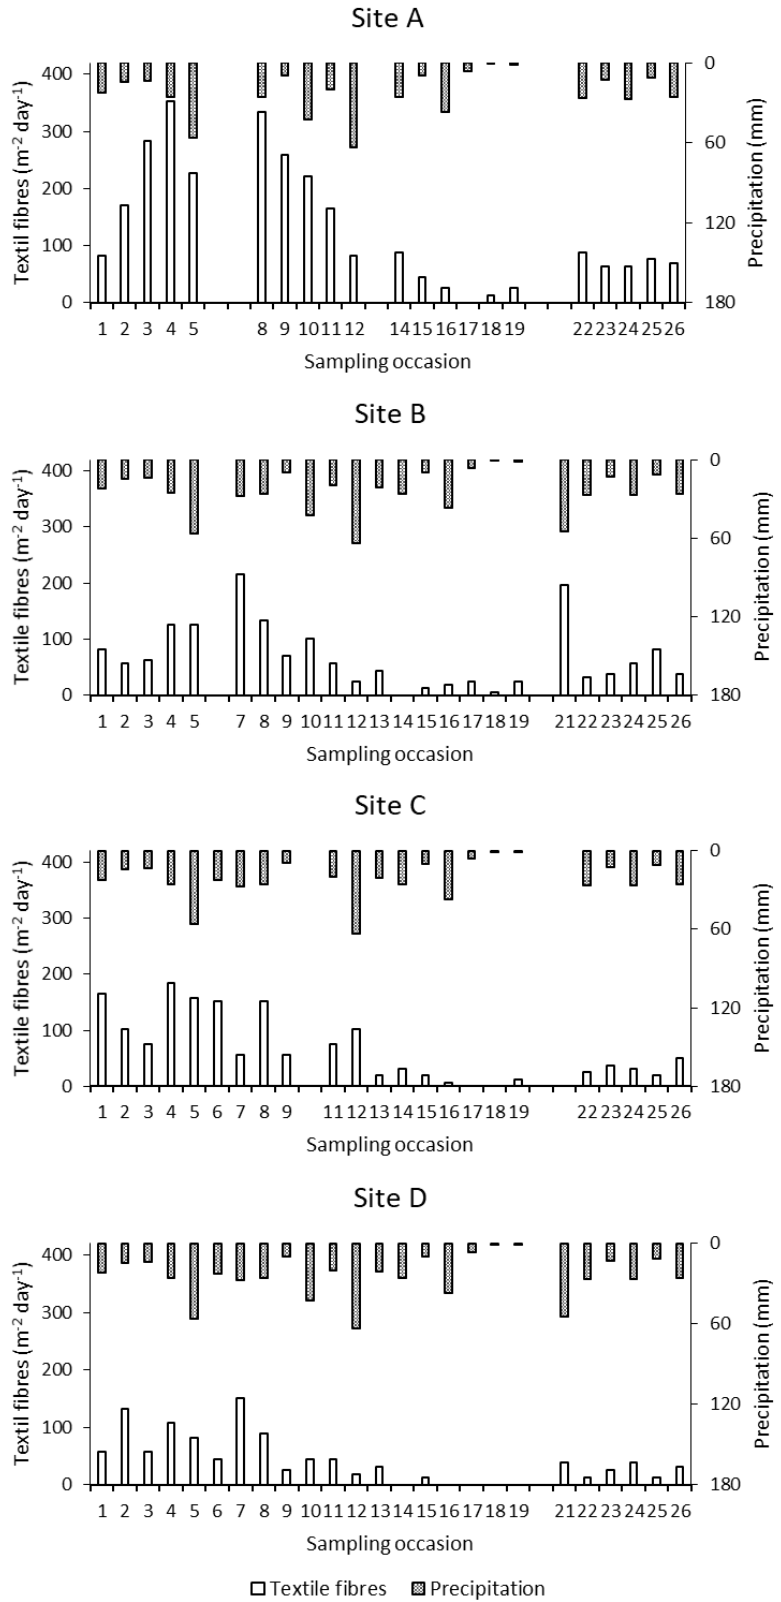 Site A
400
300
200
100
0
Textil fibres (m-2 day-1)
0
60
120
180
Precipitation (mm)
1 2 3 4 5 8 9 10 11 12 14 15 16 17 18 19 22 23 24 25 26
Sampling occasion
Site B
400
300
200
100
0
Textile fibres (m-2 day-1)
0
60
120
180
Precipitation (mm)
1 2 3 4 5 7 8 9 10 11 12 13 14 15 16 17 18 19 21 22 23 24 25 26
Sampling occasion
Site C
400
300
200
100
0
Textile fibres (m-2 day-1)
0
60
120
180
Precipitation (mm)
1 2 3 4 5 6 7 8 9 11 12 13 14 15 16 17 18 19 22 23 24 25 26
Sampling occasion
Site D
400
300
200
100
0
Textil fibres (m-2 day-1)
0
60
120
180
Precipitation (mm)
1 2 3 4 5 6 7 8 9 10 11 12 13 14 15 16 17 18 19 21 22 23 24 25 26
Sampling occasion
Textile fibres Precipitation